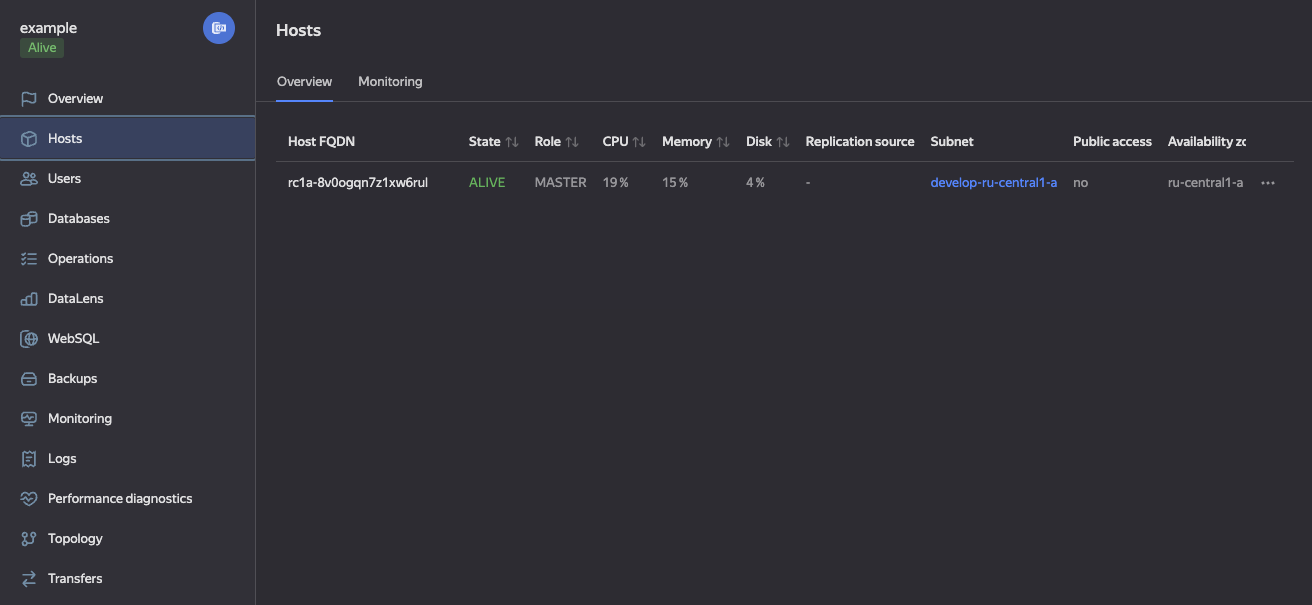 example
Alive
Overview
Hosts
Users
Databases
Operations
DataLens
WebSQL
Backups
Monitoring
Logs
Performance diagnostics
Topology
Transfers
Hosts
Overview Monitoring
Host FQDN State Role CPU Memory Disk Replication source Subnet Public access Availability zo
rc1a-8v0ogqn7z1xw6rul ALIVE MASTER 19 % 15 % 4 % - develop-ru-central1-a no ru-central1-a